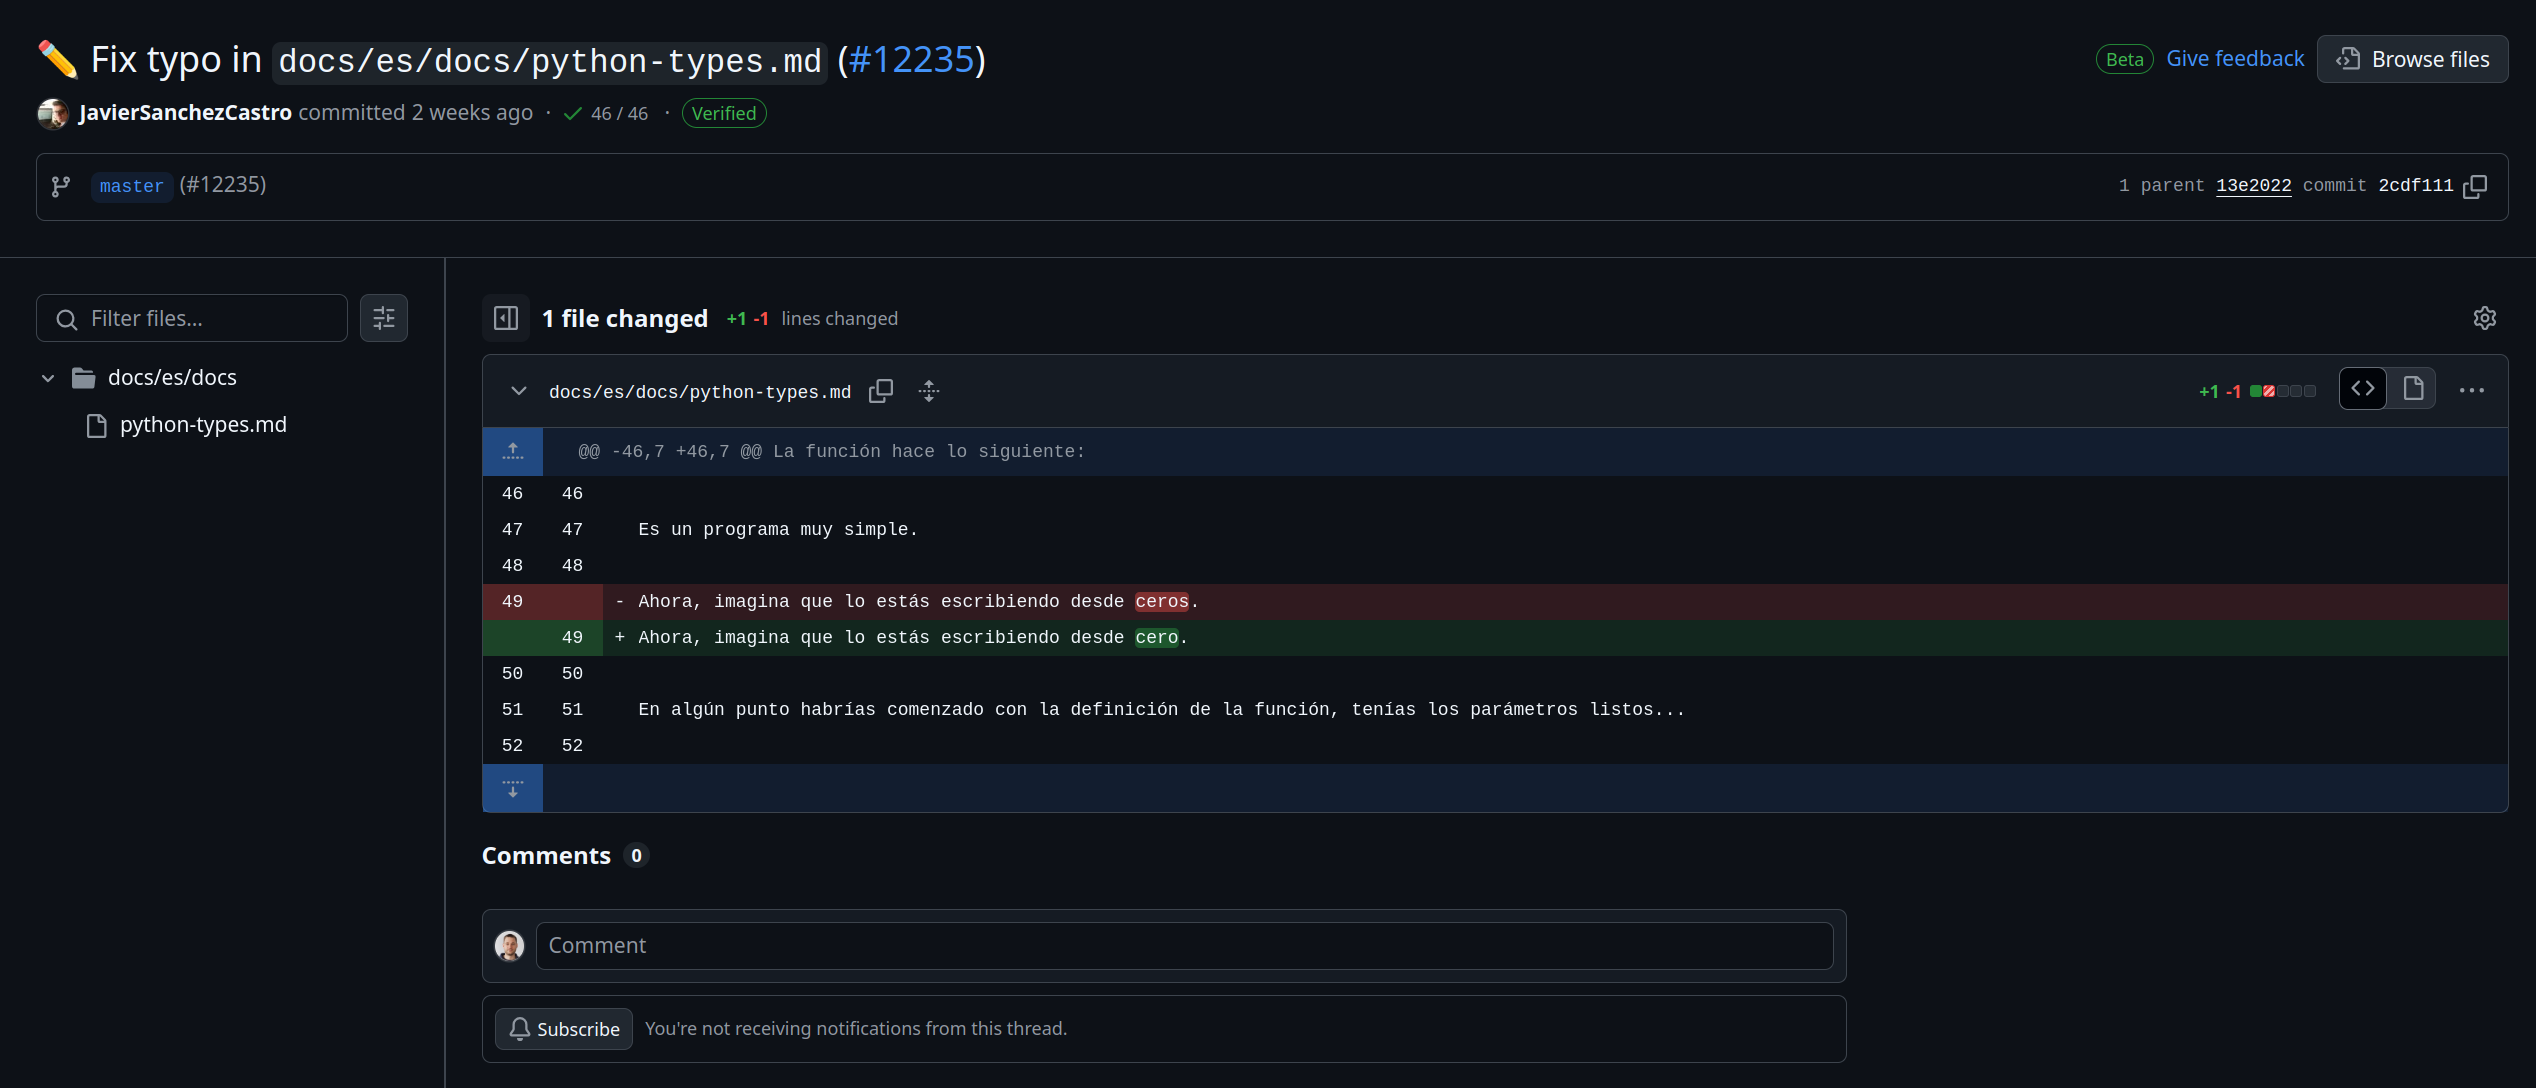 ✏️ Fix typo in docs/es/docs/python-types.md (#12235)
Beta Give feedback Browse files
JavierSanchezCastro committed 2 weeks ago · 46 / 46 · Verified
master (#12235)
1 parent 13e2022 commit 2cdf111
Filter files...
docs/es/docs
python-types.md
1 file changed +1 -1 lines changed
docs/es/docs/python-types.md
+1 -1
@@ -46,7 +46,7 @@ La función hace lo siguiente:
46 46
47 47 Es un programa muy simple.
48 48
49 - Ahora, imagina que lo estás escribiendo desde ceros.
49 + Ahora, imagina que lo estás escribiendo desde cero.
50 50
51 51 En algún punto habrías comenzado con la definición de la función, tenías los parámetros listos...
52 52
Comments 0
Comment
Subscribe You're not receiving notifications from this thread.